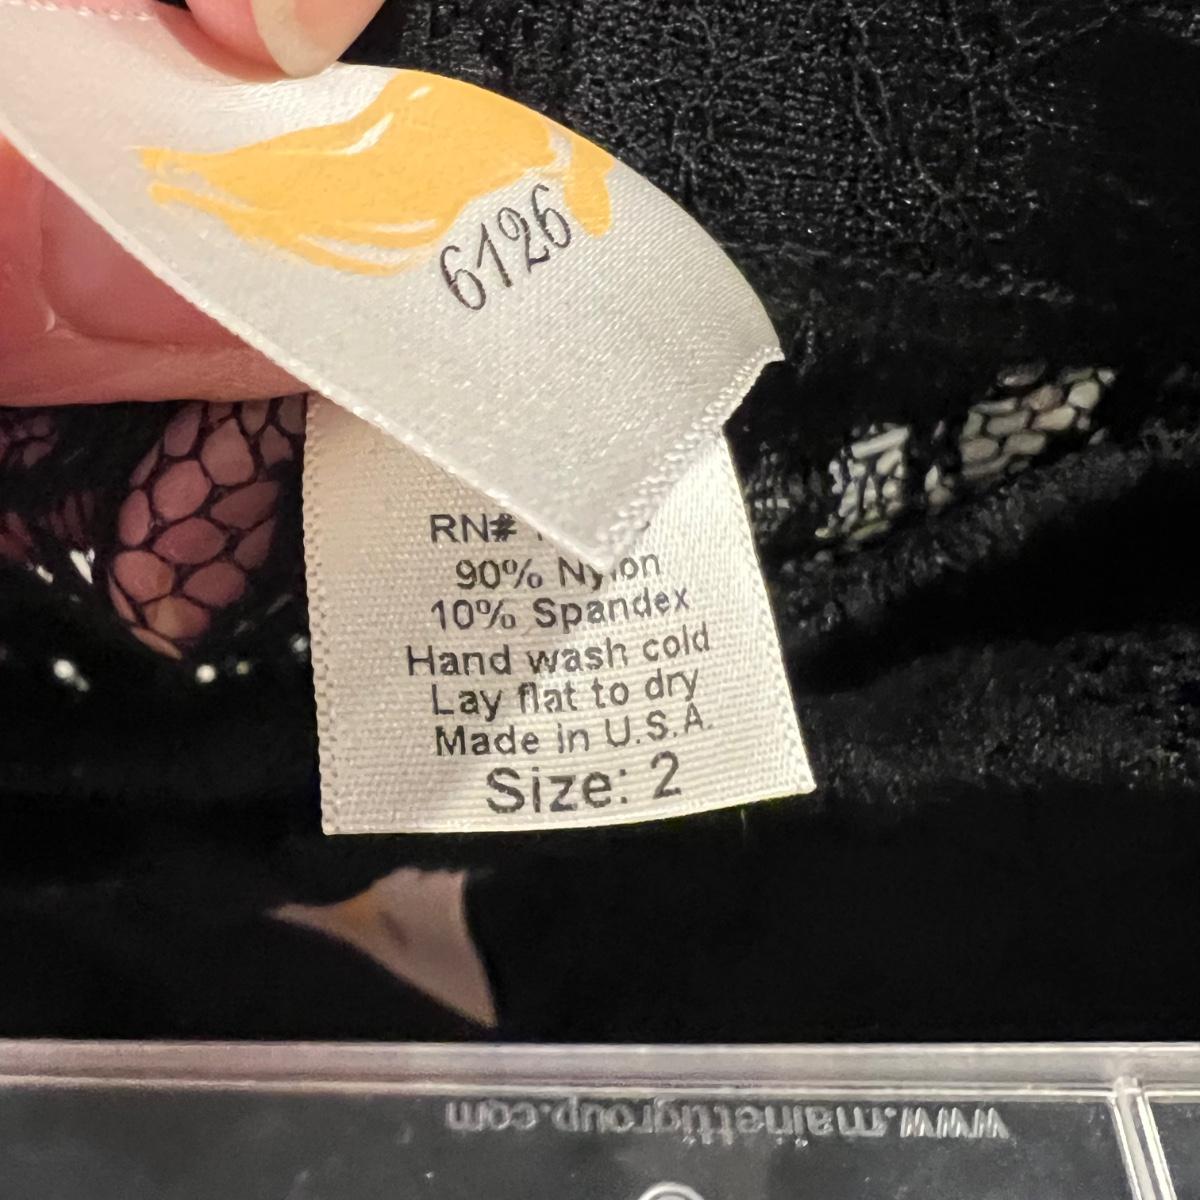 6126
RN#
90% Nylon
10% Spandex
Hand wash cold
Lay flat to dry
Made in U.S.A.
Size: 2
www.mainettigroup.com